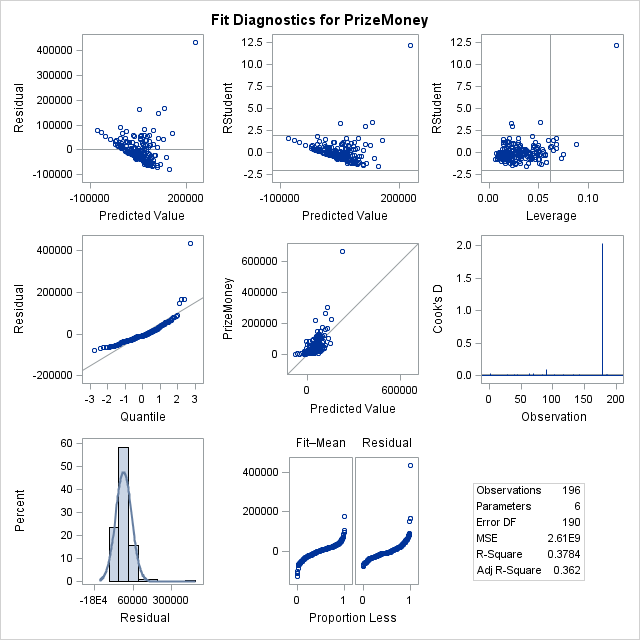 Fit Diagnostics for PrizeMoney
Residual
400000
300000
200000
100000
0
-100000
-100000
200000
Predicted Value
RStudent
12.5
10.0
7.5
5.0
2.5
0.0
-2.5
-100000
200000
Predicted Value
RStudent
12.5
10.0
7.5
5.0
2.5
0.0
-2.5
0.00
0.10
Leverage
Residual
400000
200000
0
-200000
-3 -2 -1 0 1 2 3
Quantile
PrizeMoney
600000
400000
200000
0
0
600000
Predicted Value
Cook's D
2.0
1.5
1.0
0.5
0.0
0 50 100 150 200
Observation
Percent
60
50
40
30
20
10
0
-18E4 60000 300000
Residual
Fit–Mean
Residual
400000
200000
0
0 1
0 1
Proportion Less
Observations 196
Parameters 6
Error DF 190
MSE 2.61E9
R-Square 0.3784
Adj R-Square 0.362